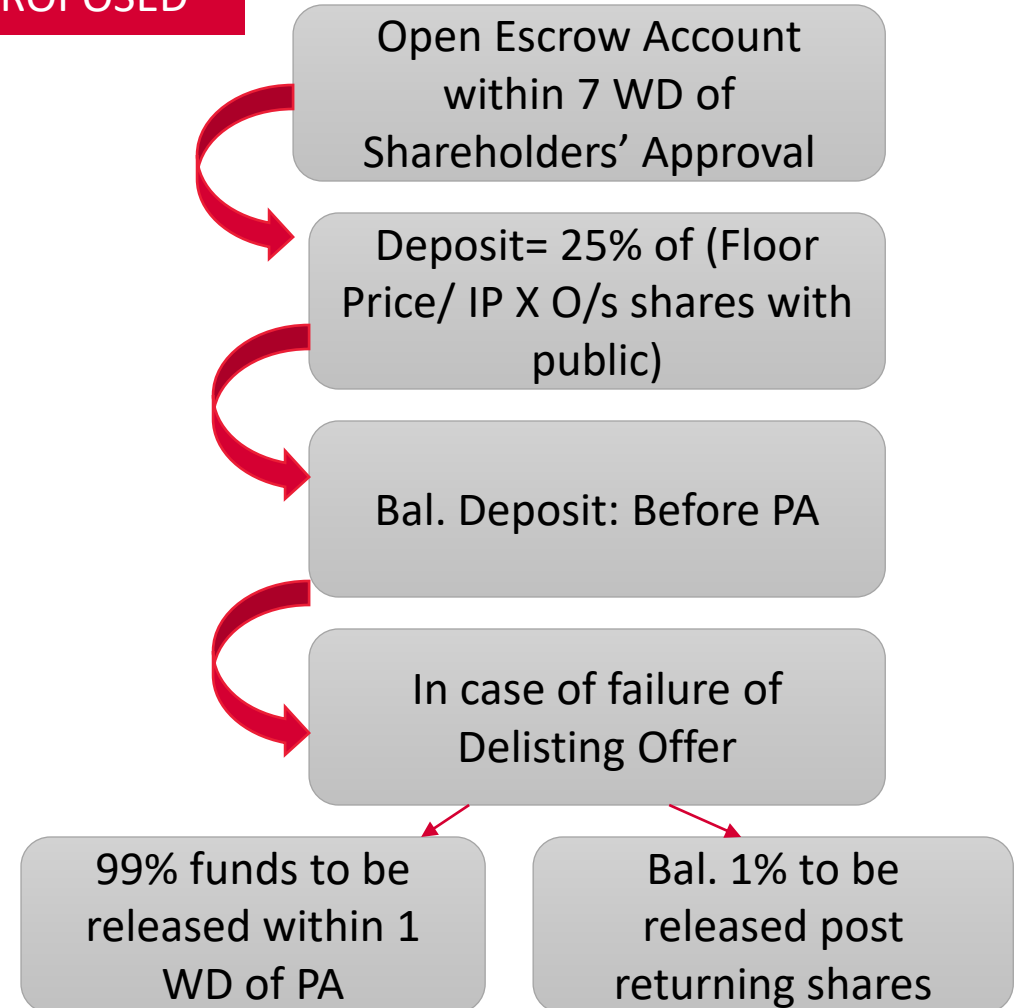 ROPOSED
Open Escrow Account
within 7 WD of
Shareholders’ Approval
Deposit= 25% of (Floor
Price/ IP X O/s shares with
public)
Bal. Deposit: Before PA
In case of failure of
Delisting Offer
99% funds to be
released within 1
WD of PA
Bal. 1% to be
released post
returning shares